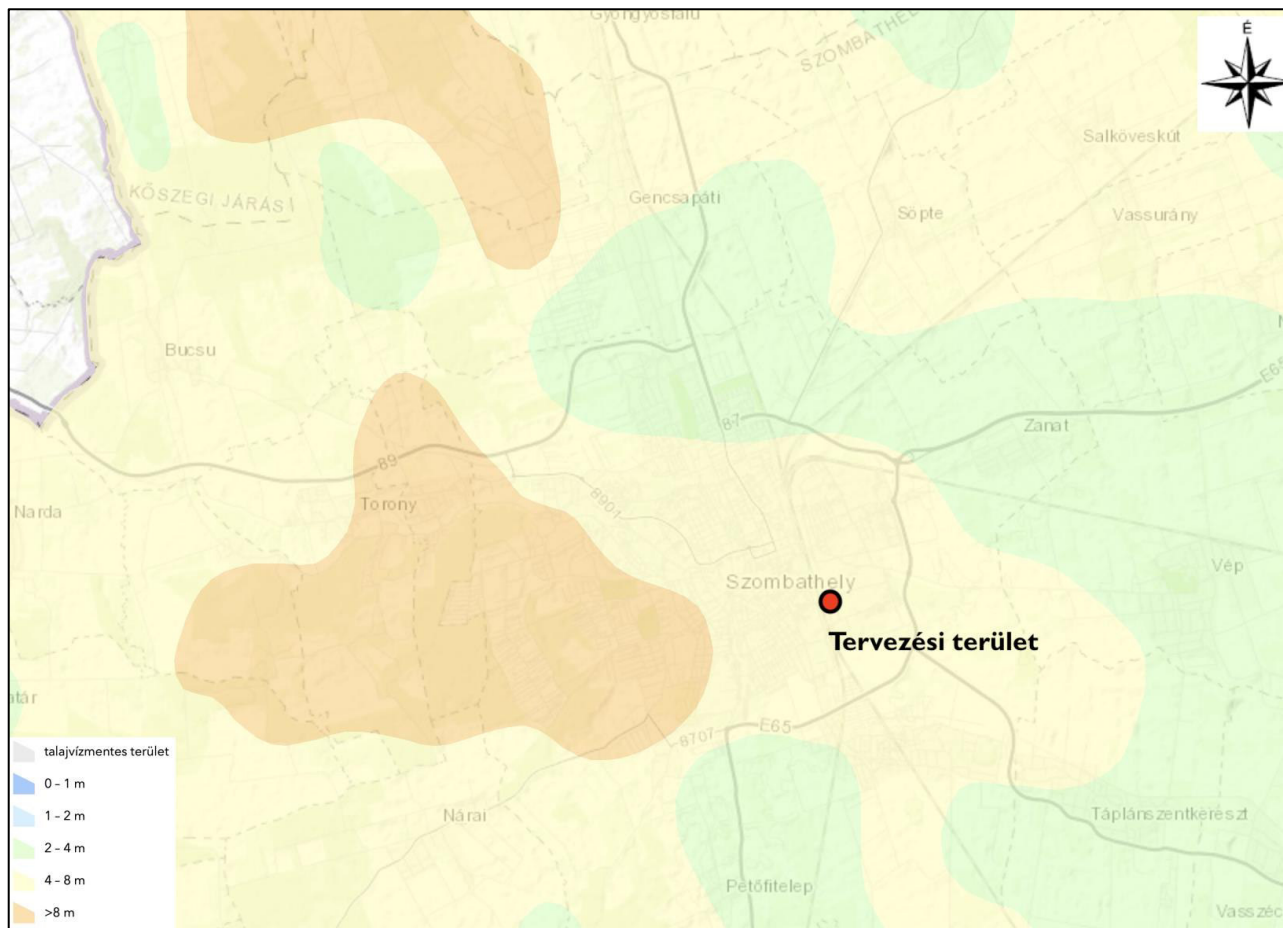 Gyöngyösfalu
É
SZOMBATHE
Salköveskút
KŐSZEGI JÁRÁS
Gencsapáti
Söpte
Vassurány
Bucsu
E65
87
Zanat
89
Torony
8901
Narda
Vép
Szombathely
Tervezési terület
atár
E65
8707
talajvízmentes terület
0 – 1 m
1 – 2 m
2 – 4 m
4 – 8 m
>8 m
Nárai
Táplánszentkereszt
Petőfitelep
Vasszéc